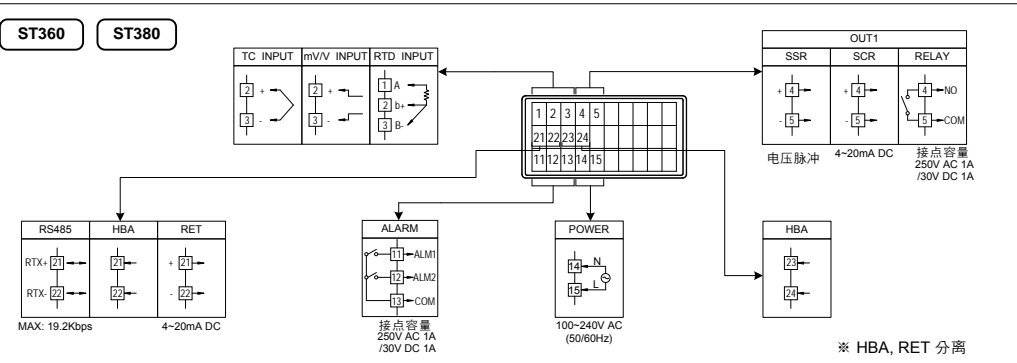 ST360 ST380
TC INPUT mV/V INPUT RTD INPUT
2 + 2 + 1 A
2 b+
3 - 3 - 3 B-
OUT1
SSR SCR RELAY
+ 4 + 4 4 NO
- 5 - 5 5 COM
电压脉冲 4~20mA DC 接点容量
250V AC 1A
/30V DC 1A
1 2 3 4 5
21 22 23 24
11 12 13 14 15
RS485 HBA RET
RTX+ 21 21 + 21
RTX- 22 22 - 22
MAX: 19.2Kbps 4~20mA DC
ALARM
11 ALM1
12 ALM2
13 COM
接点容量
250V AC 1A
/30V DC 1A
POWER
14 N
15 L
100~240V AC
(50/60Hz)
HBA
23
24
※ HBA, RET 分离